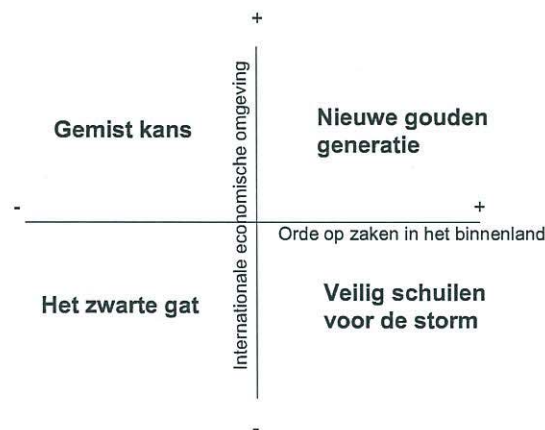 +
Internationale economische omgeving
Gemist kans
Nieuwe gouden
generatie
-
+
Orde op zaken in het binnenland
Het zwarte gat
Veilig schuilen
voor de storm
-